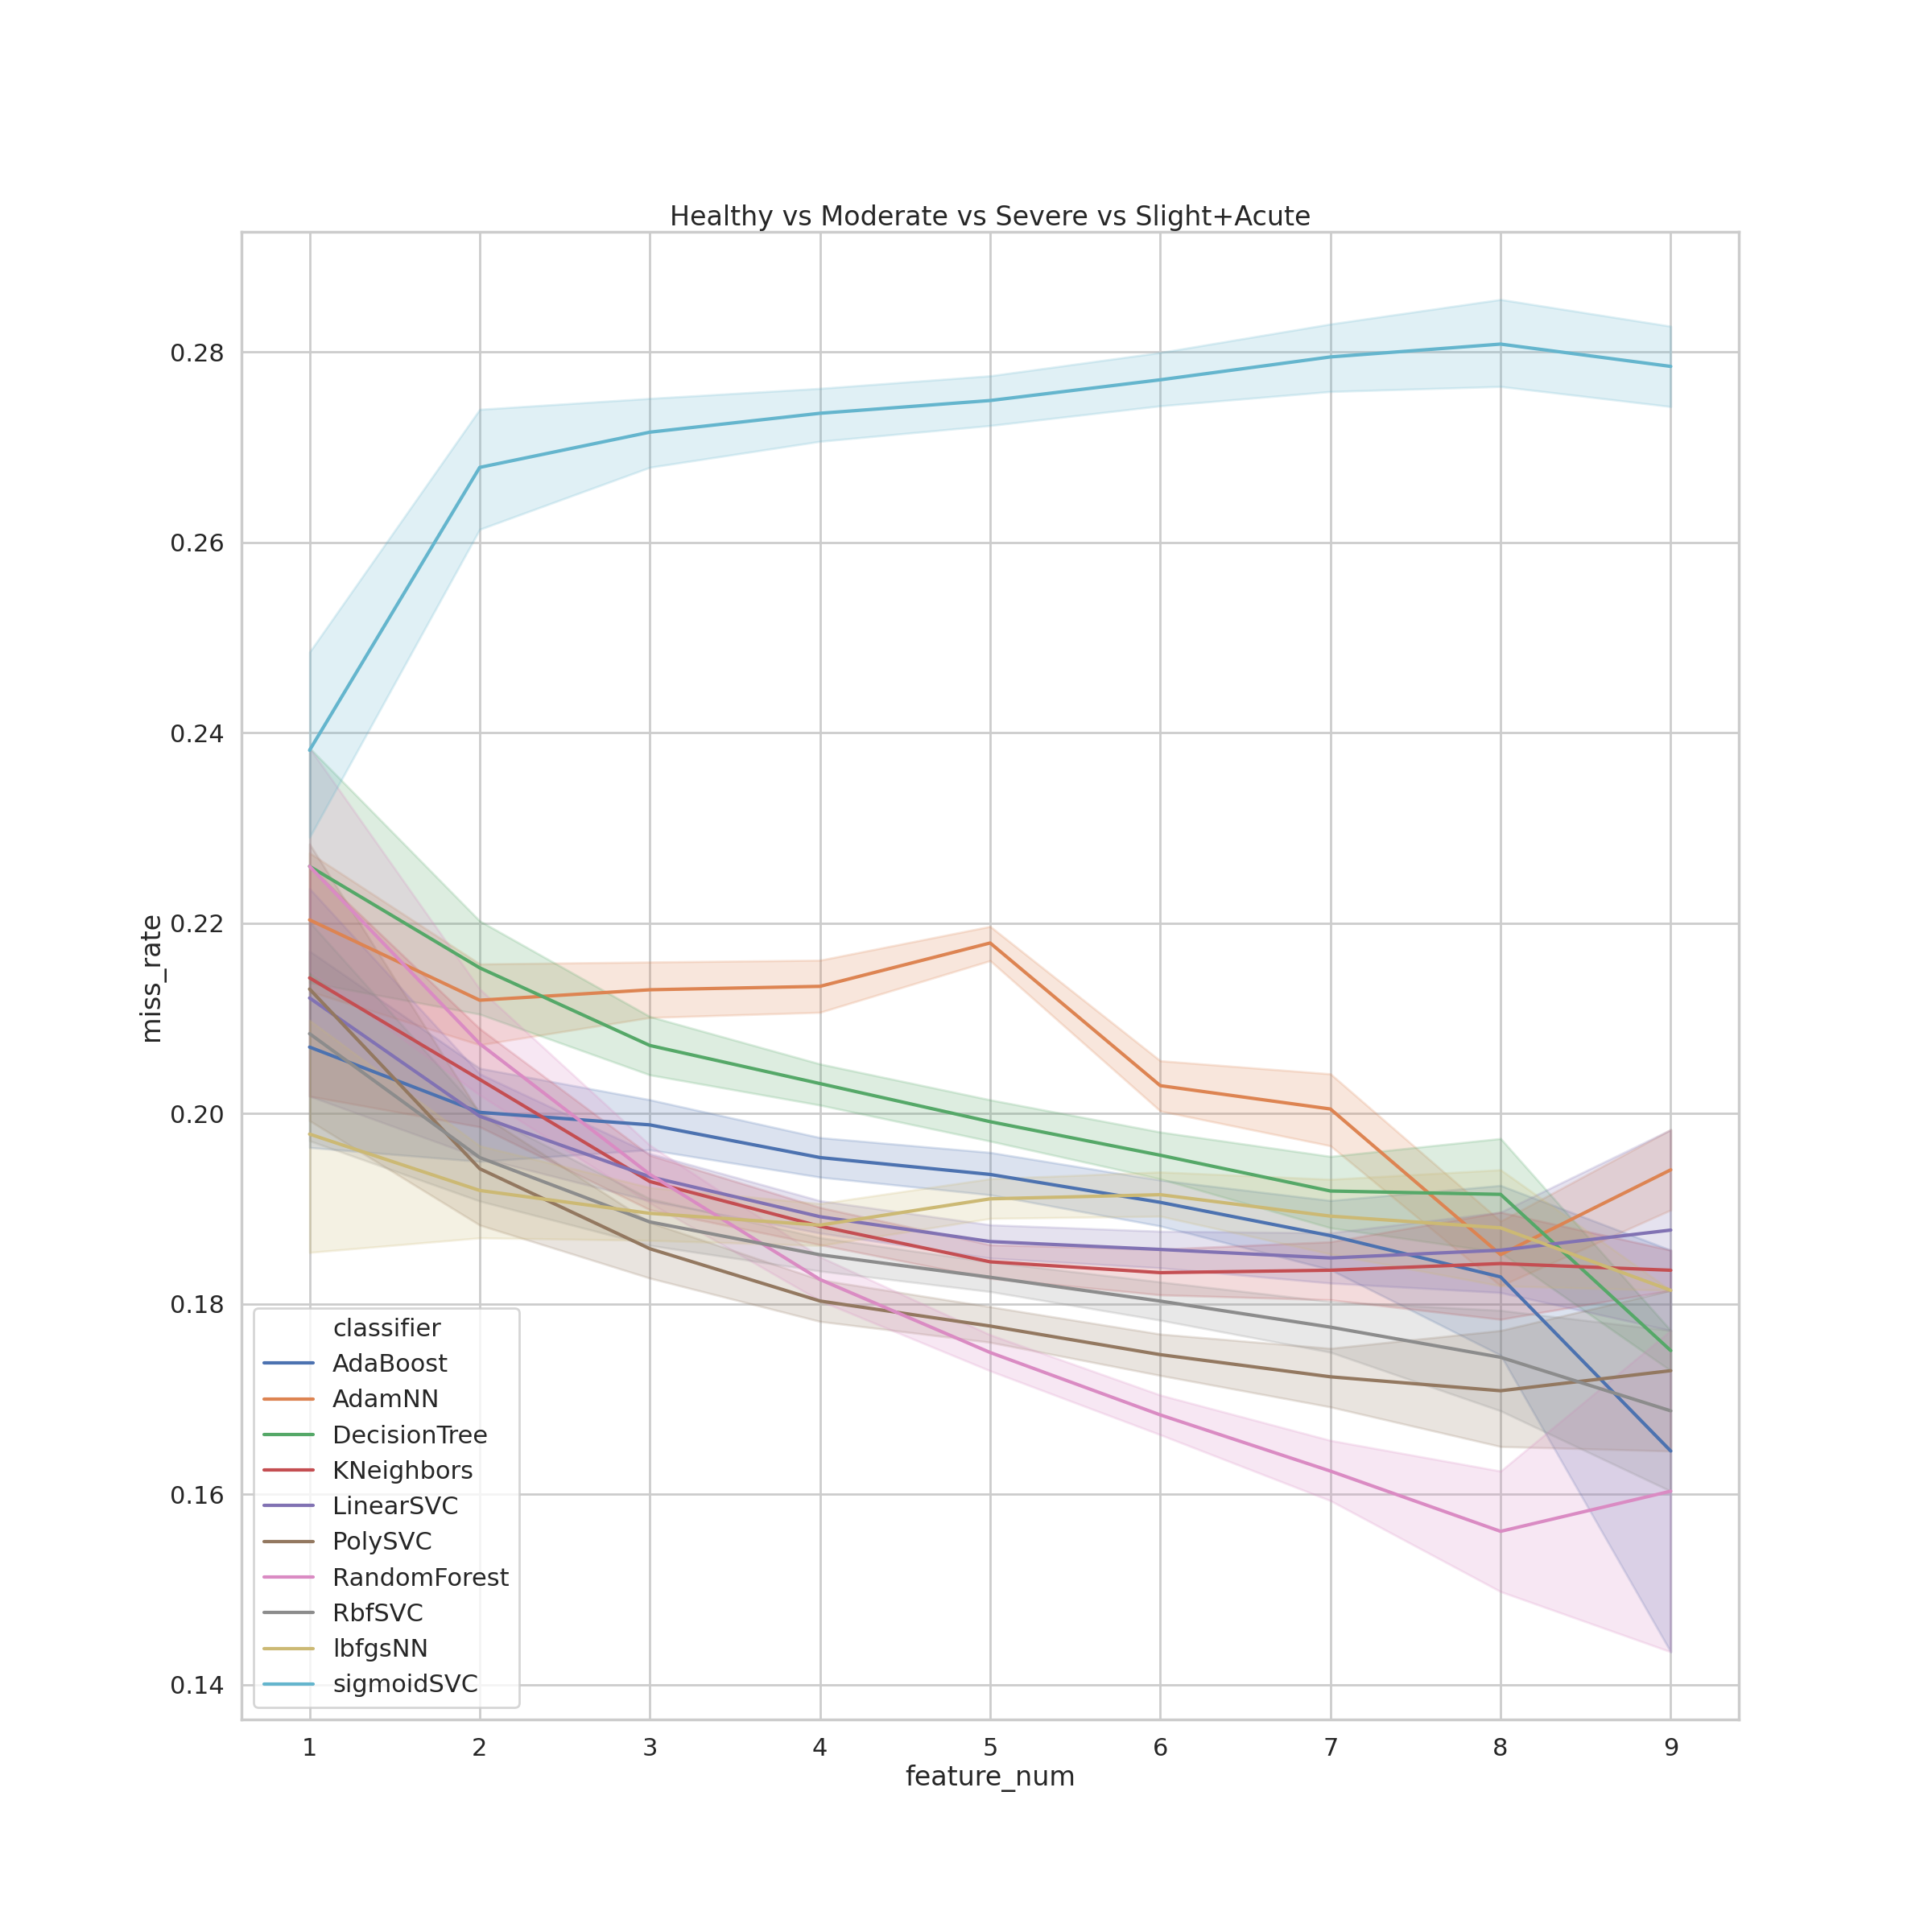 Healthy vs Moderate vs Severe vs Slight+Acute
miss_rate
0.28
0.26
0.24
0.22
0.20
0.18
0.16
0.14
classifier
AdaBoost
AdamNN
DecisionTree
KNeighbors
LinearSVC
PolySVC
RandomForest
RbfSVC
lbfgsNN
sigmoidSVC
1 2 3 4 5 6 7 8 9
feature_num